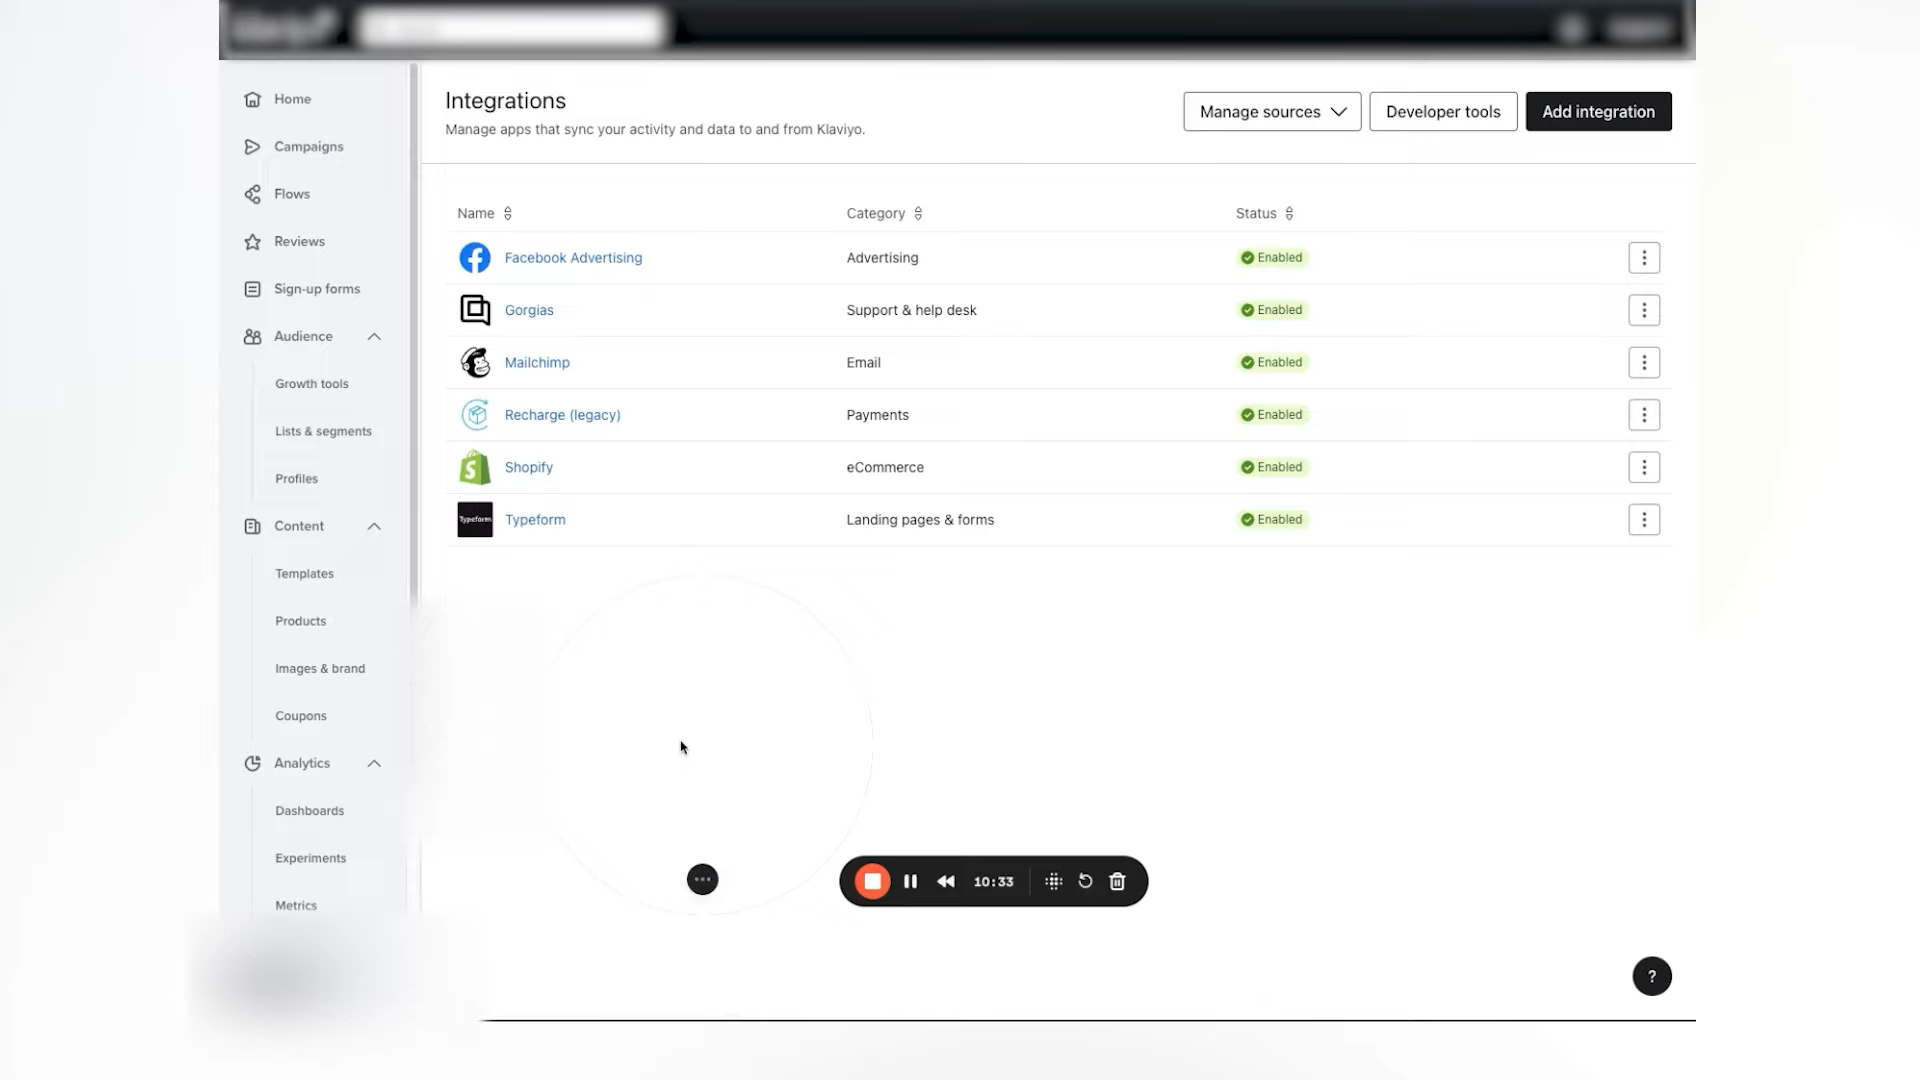 Home
Campaigns
Flows
Reviews
Sign-up forms
Audience
Growth tools
Lists & segments
Profiles
Content
Templates
Products
Images & brand
Coupons
Analytics
Dashboards
Experiments
Metrics
Integrations
Manage apps that sync your activity and data to and from Klaviyo.
Manage sources
Developer tools
Add integration
Name Category Status
Facebook Advertising Advertising Enabled
Gorgias Support & help desk Enabled
Mailchimp Email Enabled
Recharge (legacy) Payments Enabled
Shopify eCommerce Enabled
Typeform Typeform Landing pages & forms Enabled
10:33
?